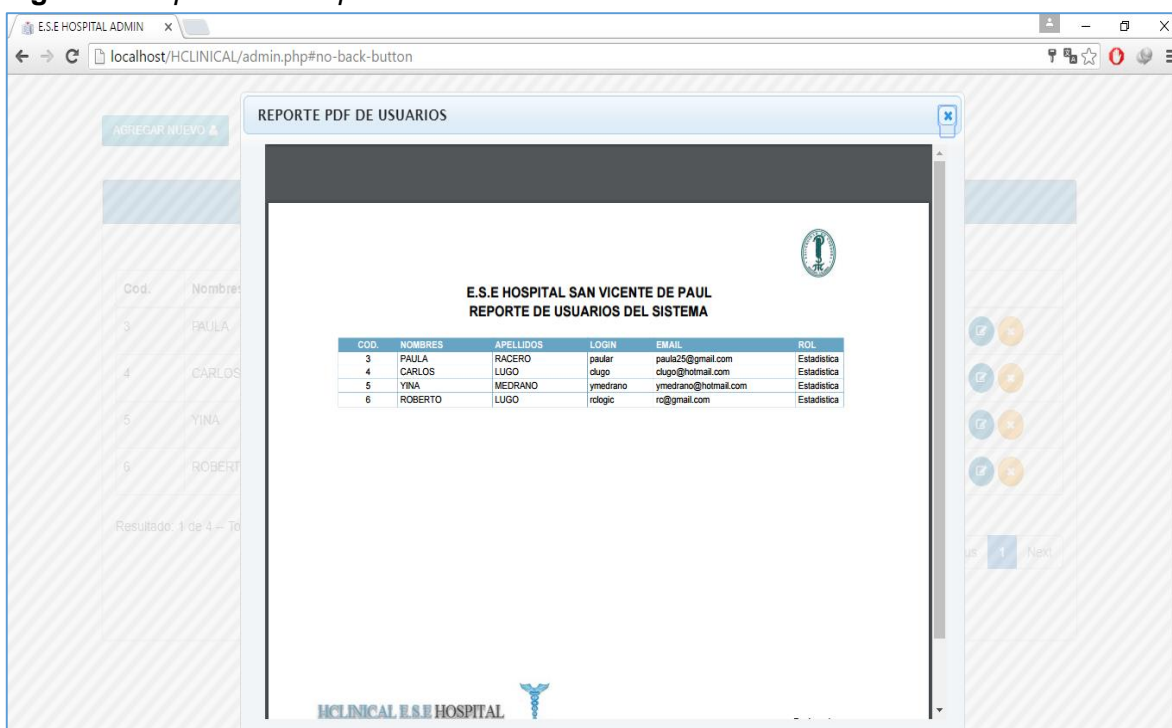 E.S.E HOSPITAL ADMIN
localhost/HCLINICAL/admin.php#no-back-button
REPORTE PDF DE USUARIOS
AGREGAR NUEVO
E.S.E HOSPITAL SAN VICENTE DE PAUL
REPORTE DE USUARIOS DEL SISTEMA
COD. NOMBRES APELLIDOS LOGIN EMAIL ROL
3 PAULA RACERO paular paula25@gmail.com Estadistica
4 CARLOS LUGO clugo clugo@hotmail.com Estadistica
5 YINA MEDRANO ymedrano ymedrano@hotmail.com Estadistica
6 ROBERTO LUGO rclogic ro@gmail.com Estadistica
Cod. Nombres
3 PAULA
4 CARLOS
5 YINA
6 ROBERT
Resultado: 1 de 4 – To
us 1 Next
HCLINICAL E.S.E HOSPITAL